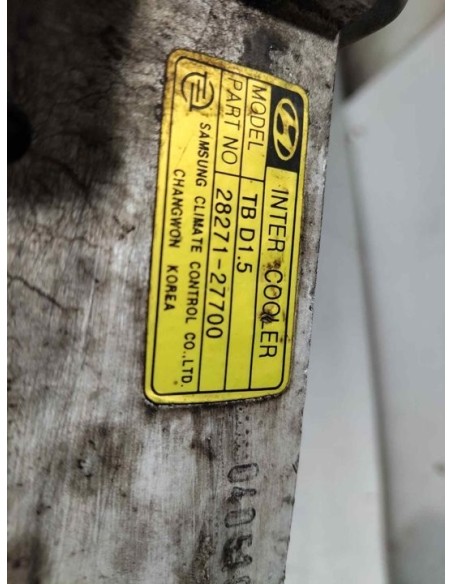 INTER COOLER
MODEL TB D1.5
PART NO 28271-27700
SAMSUNG CLIMATE CONTROL CO.,LTD.
CHANGWON KOREA